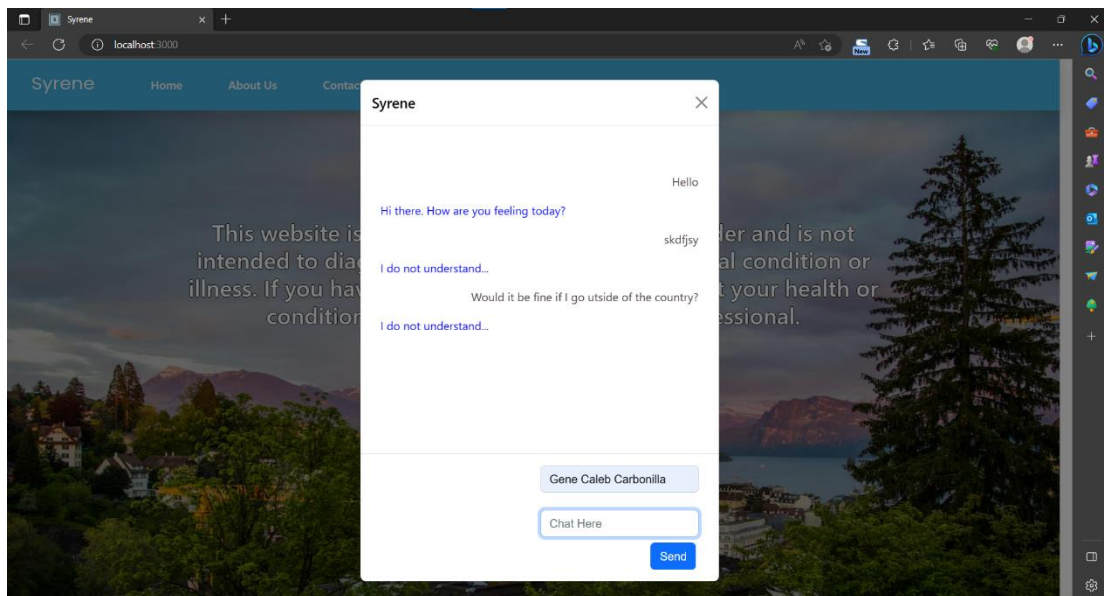 Syrene
localhost:3000
New
Syrene Home About Us Contac
Syrene
Hello
Hi there. How are you feeling today?
skdfjsy
I do not understand...
Would it be fine if I go utside of the country?
I do not understand...
This website is der and is not
intended to dia al condition or
illness. If you hav t your health or
condition essional.
Gene Caleb Carbonilla
Chat Here
Send